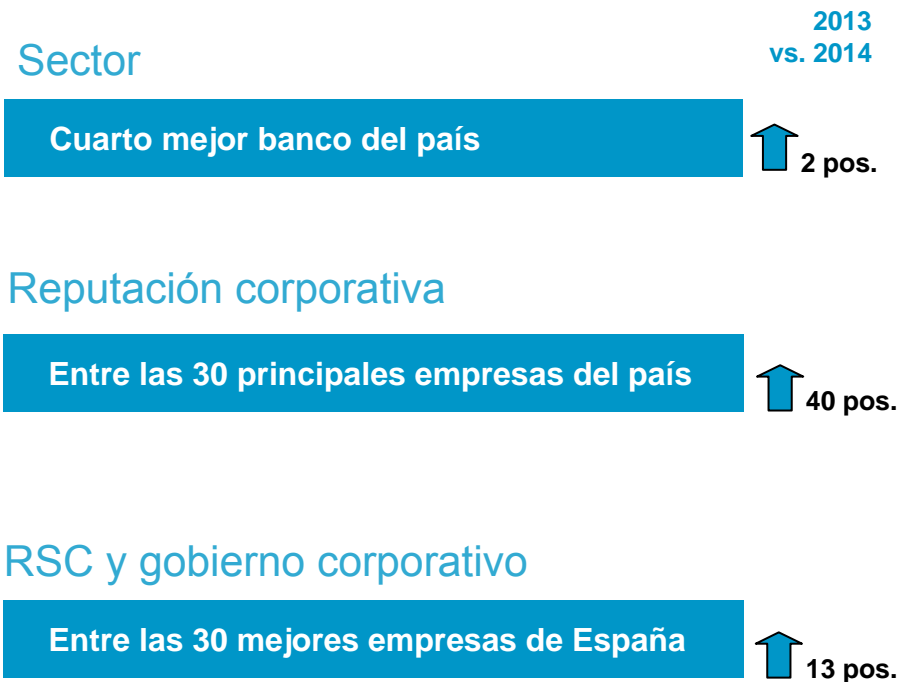 2013
vs. 2014
Sector
Cuarto mejor banco del país
2 pos.
Reputación corporativa
Entre las 30 principales empresas del país
40 pos.
RSC y gobierno corporativo
Entre las 30 mejores empresas de España
13 pos.